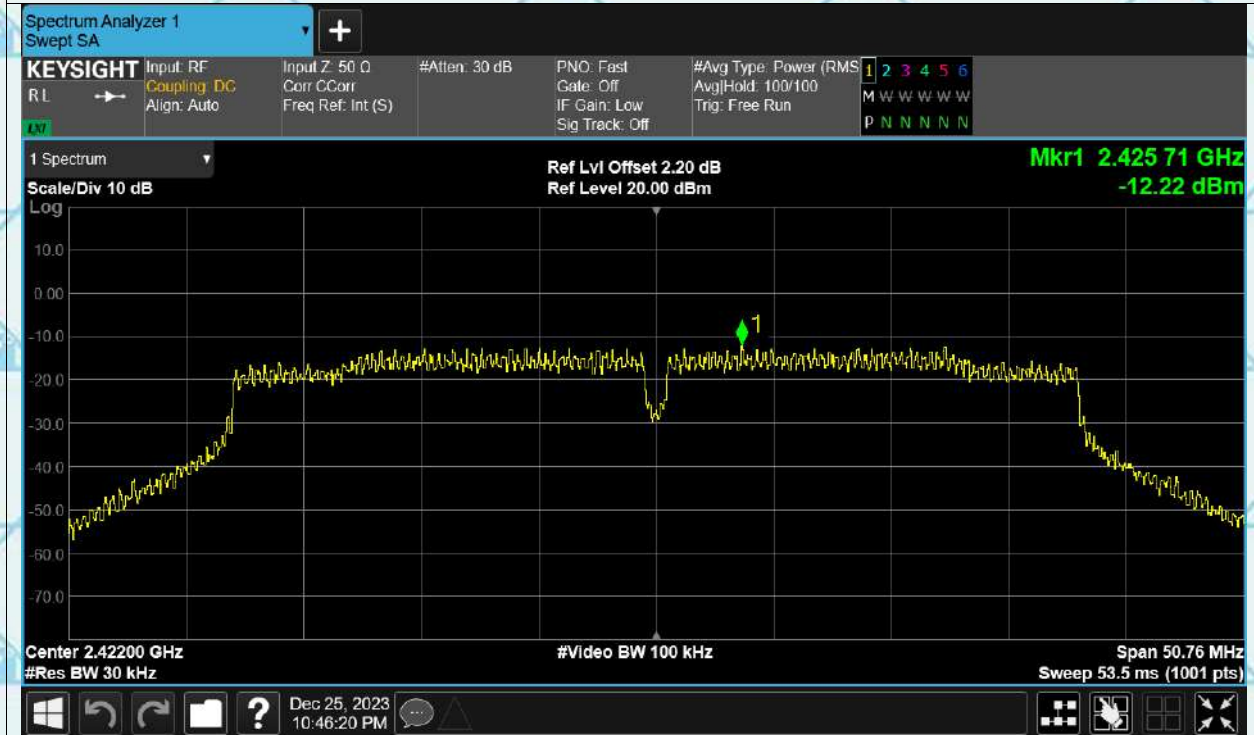 Spectrum Analyzer 1
Swept SA
+
KEYSIGHT
RL
LXI
Input: RF
Coupling: DC
Align: Auto
Input Z: 50 Ω
Corr CCorr
Freq Ref: Int (S)
#Atten: 30 dB
PNO: Fast
Gate: Off
IF Gain: Low
Sig Track: Off
#Avg Type: Power (RMS
Avg|Hold: 100/100
Trig: Free Run
1 2 3 4 5 6
M W W W W W
P N N N N N
1 Spectrum
Scale/Div 10 dB
Log
Ref Lvl Offset 2.20 dB
Ref Level 20.00 dBm
Mkr1 2.425 71 GHz
-12.22 dBm
10.0
0.00
-10.0
-20.0
-30.0
-40.0
-50.0
-60.0
-70.0
1
Center 2.42200 GHz
#Res BW 30 kHz
#Video BW 100 kHz
Span 50.76 MHz
Sweep 53.5 ms (1001 pts)
?
Dec 25, 2023
10:46:20 PM